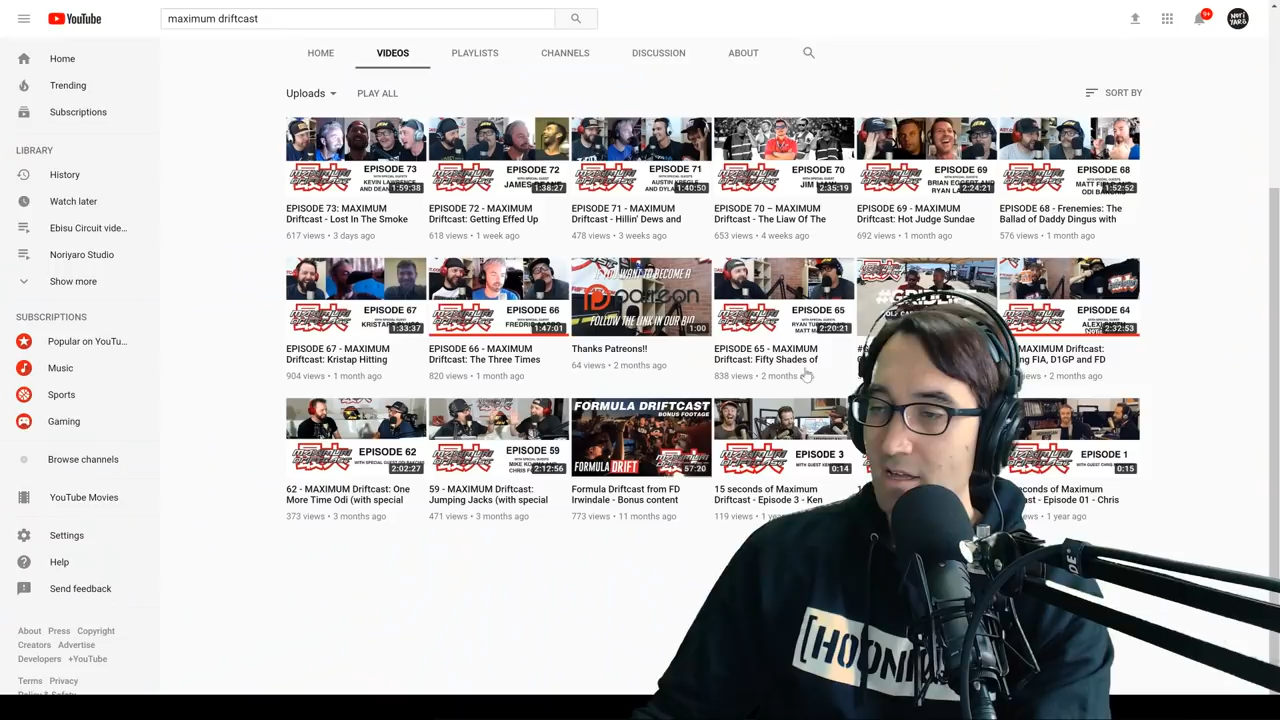 YouTube
maximum driftcast
9+
NORI YARO
Home
Trending
Subscriptions
LIBRARY
History
Watch later
Ebisu Circuit vide...
Noriyaro Studio
Show more
SUBSCRIPTIONS
Popular on YouTu...
Music
Sports
Gaming
Browse channels
YouTube Movies
Settings
Help
Send feedback
About Press Copyright
Creators Advertise
Developers +YouTube
Terms Privacy
HOME VIDEOS PLAYLISTS CHANNELS DISCUSSION ABOUT
Uploads PLAY ALL SORT BY
EPISODE 73
1:59:38
EPISODE 73: MAXIMUM
Driftcast - Lost In The Smoke
617 views • 3 days ago
EPISODE 72
1:38:27
EPISODE 72 - MAXIMUM
Driftcast: Getting Effed Up
618 views • 1 week ago
EPISODE 71
1:40:50
EPISODE 71 - MAXIMUM
Driftcast - Hillin' Dews and
478 views • 3 weeks ago
EPISODE 70
2:35:19
EPISODE 70 – MAXIMUM
Driftcast - The Liaw Of The
653 views • 4 weeks ago
EPISODE 69
2:24:21
EPISODE 69 - MAXIMUM
Driftcast: Hot Judge Sundae
692 views • 1 month ago
EPISODE 68
1:52:52
EPISODE 68 - Frenemies: The
Ballad of Daddy Dingus with
576 views • 1 month ago
EPISODE 67
1:33:37
EPISODE 67 - MAXIMUM
Driftcast: Kristap Hitting
904 views • 1 month ago
EPISODE 66
1:47:01
EPISODE 66 - MAXIMUM
Driftcast: The Three Times
820 views • 1 month ago
IF YOU WANT TO BECOME A
patreon
FOLLOW THE LINK IN OUR BIO
1:00
Thanks Patreons!!
64 views • 2 months ago
EPISODE 65
2:20:21
EPISODE 65 - MAXIMUM
Driftcast: Fifty Shades of
838 views • 2 months
#GRIDLIFE
EPISODE 64
2:32:53
MAXIMUM Driftcast:
FIA, D1GP and FD
views • 2 months ago
EPISODE 62
2:02:27
62 - MAXIMUM Driftcast: One
More Time Odi (with special
373 views • 3 months ago
EPISODE 59
2:12:56
59 - MAXIMUM Driftcast:
Jumping Jacks (with special
471 views • 3 months ago
FORMULA DRIFTCAST
BONUS FOOTAGE
FORMULA DRIFT
57:20
Formula Driftcast from FD
Irwindale - Bonus content
773 views • 11 months ago
EPISODE 3
0:14
15 seconds of Maximum
Driftcast - Episode 3 - Ken
119 views • 1
EPISODE 1
0:15
seconds of Maximum
Driftcast - Episode 01 - Chris
views • 1 year ago
[HOONI
RODE